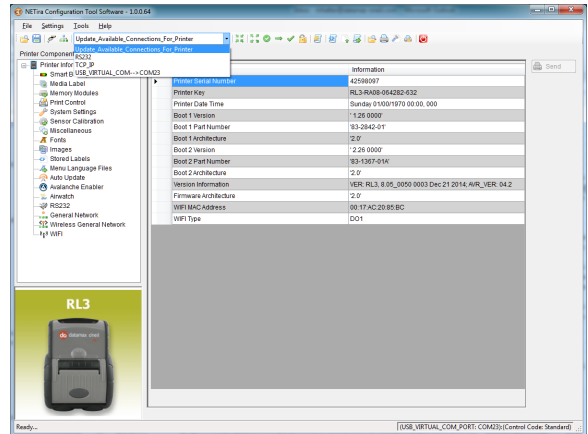 NETira Configuration Tool Software - 1.0.0.64
File Settings Tools Help
Update_Available_Connections_For_Printer
Update_Available_Connections_For_Printer
RS232
TCP_IP
USB_VIRTUAL_COM-->COM23
Printer Component
Printer Infor
Smart B
Media Label
Memory Modules
Print Control
System Settings
Sensor Calibration
Miscellaneous
Fonts
Images
Stored Labels
Menu Language Files
Auto Update
Avalanche Enabler
Airwatch
RS232
General Network
Wireless General Network
WiFi
Information
Printer Serial Number 42598097
Printer Key RL3-RA08-064282-632
Printer Date Time Sunday 01/00/1970 00:00, 000
Boot 1 Version '1.26 0000'
Boot 1 Part Number '83-2842-01'
Boot 1 Architecture '2.0'
Boot 2 Version '2.26 0000'
Boot 2 Part Number '83-1367-01A'
Boot 2 Architecture '2.0'
Version Information VER: RL3, 8.05_0050 0003 Dec 21 2014; AVR_VER: 04.2
Firmware Architecture '2.0'
WIFI MAC Address 00:17:AC:20:85:BC
WIFI Type DO1
Send
RL3
datamax oneil
Ready...
(USB_VIRTUAL_COM_PORT: COM23):(Control Code: Standard)